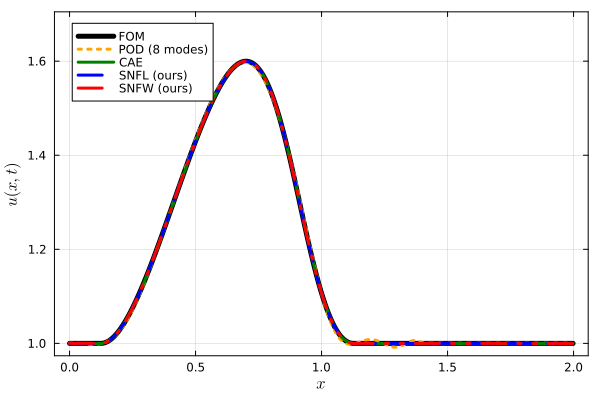 FOM
POD (8 modes)
CAE
SNFL (ours)
SNFW (ours)
1.6
1.4
1.2
1.0
u(x, t)
0.0 0.5 1.0 1.5 2.0
x